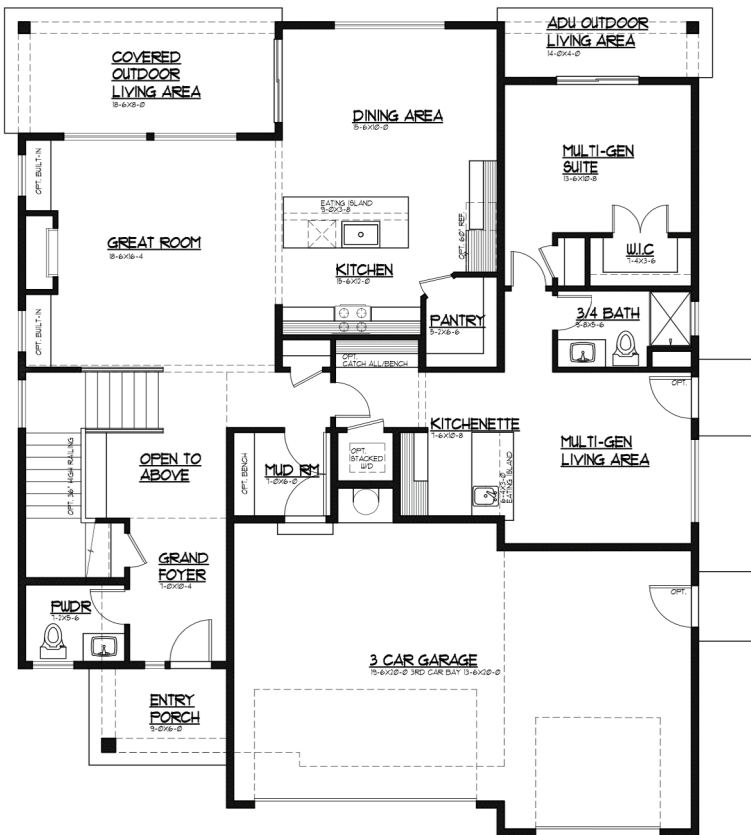 COVERED
OUTDOOR
LIVING AREA
18-6X8-0
ADU OUTDOOR
LIVING AREA
14-0X4-0
DINING AREA
15-6X10-0
MULTI-GEN
SUITE
13-6X10-8
OPT. BUILT-IN
EATING ISLAND
9-0X3-8
OPT. 60" REF.
GREAT ROOM
18-6X16-4
W.I.C
7-4X3-6
KITCHEN
15-6X12-0
OPT. BUILT-IN
PANTRY
5-2X6-6
3/4 BATH
8-8X5-6
OPT.
CATCH ALL/BENCH
OPT.
KITCHENETTE
7-6X10-8
MULTI-GEN
LIVING AREA
OPT. 36" HIGH RAILING
OPEN TO
ABOVE
OPT. BENCH
MUD RM
7-0X6-0
OPT.
STACKED
W/D
EATING ISLAND
GRAND
FOYER
7-0X10-4
PWDR
7-2X5-6
OPT.
3 CAR GARAGE
19-6X20-0 3RD CAR BAY 13-6X20-0
ENTRY
PORCH
9-0X6-0